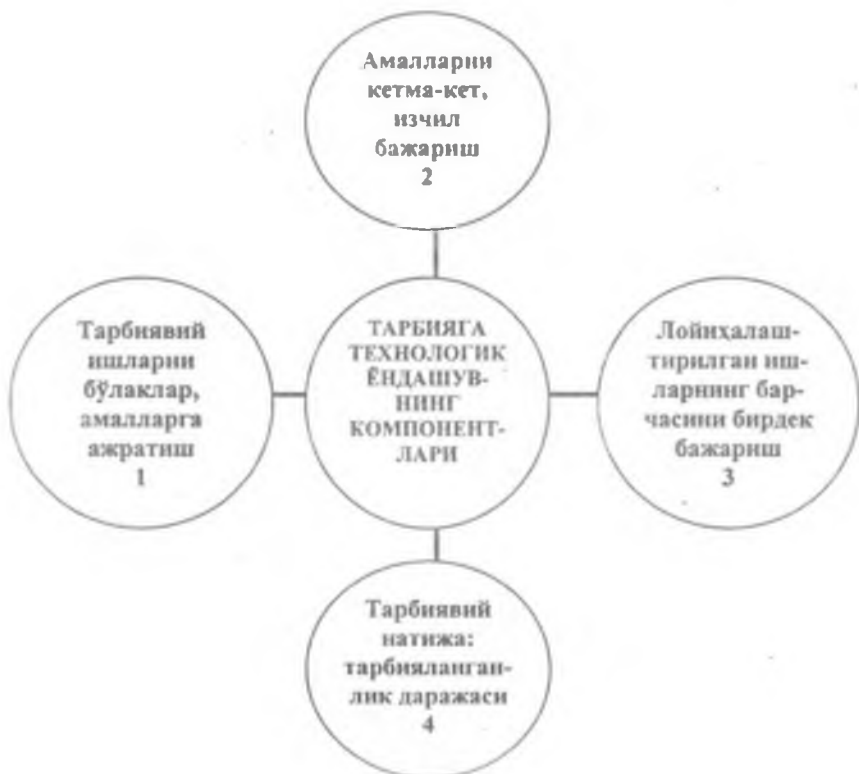 Амалларни
кетма-кет,
изчил
бажариш
2
Тарбиявий
ишларни
бўлаклар,
амалларга
ажратиш
1
ТАРБИЯГА
ТЕХНОЛОГИК
ЁНДАШУВ-
НИНГ
КОМПОНЕНТ-
ЛАРИ
Лойиҳалаш-
тирилган иш-
ларнинг бар-
часини бирдек
бажариш
3
Тарбиявий
натижа:
тарбияланган-
лик даражаси
4